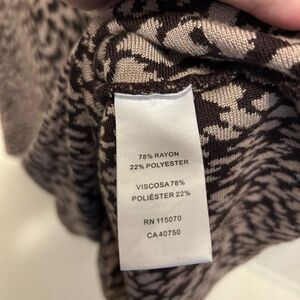 78% RAYON
22% POLYESTER
VISCOSA 78%
POLIÉSTER 22%
RN 115070
CA 40750